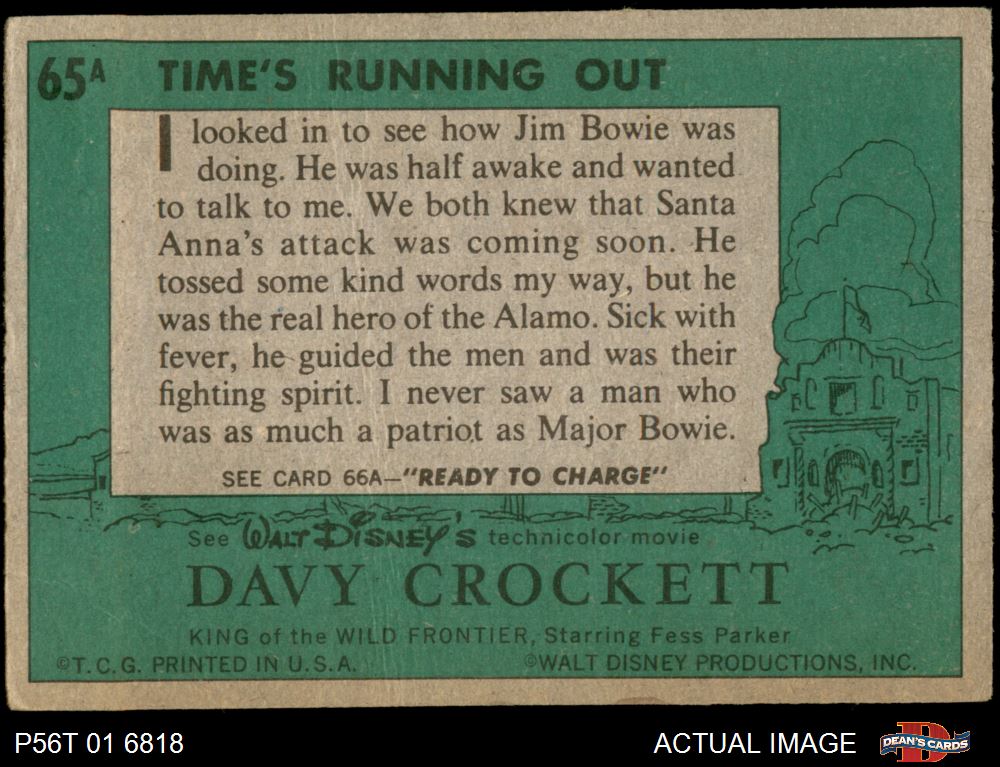 65A TIME'S RUNNING OUT
I looked in to see how Jim Bowie was
doing. He was half awake and wanted
to talk to me. We both knew that Santa
Anna's attack was coming soon. He
tossed some kind words my way, but he
was the real hero of the Alamo. Sick with
fever, he guided the men and was their
fighting spirit. I never saw a man who
was as much a patriot as Major Bowie.
SEE CARD 66A—"READY TO CHARGE"
See WALT DISNEY'S technicolor movie
DAVY CROCKETT
KING of the WILD FRONTIER, Starring Fess Parker
©T.C.G. PRINTED IN U.S.A. ©WALT DISNEY PRODUCTIONS, INC.
P56T 01 6818 ACTUAL IMAGE DEAN'S CARDS